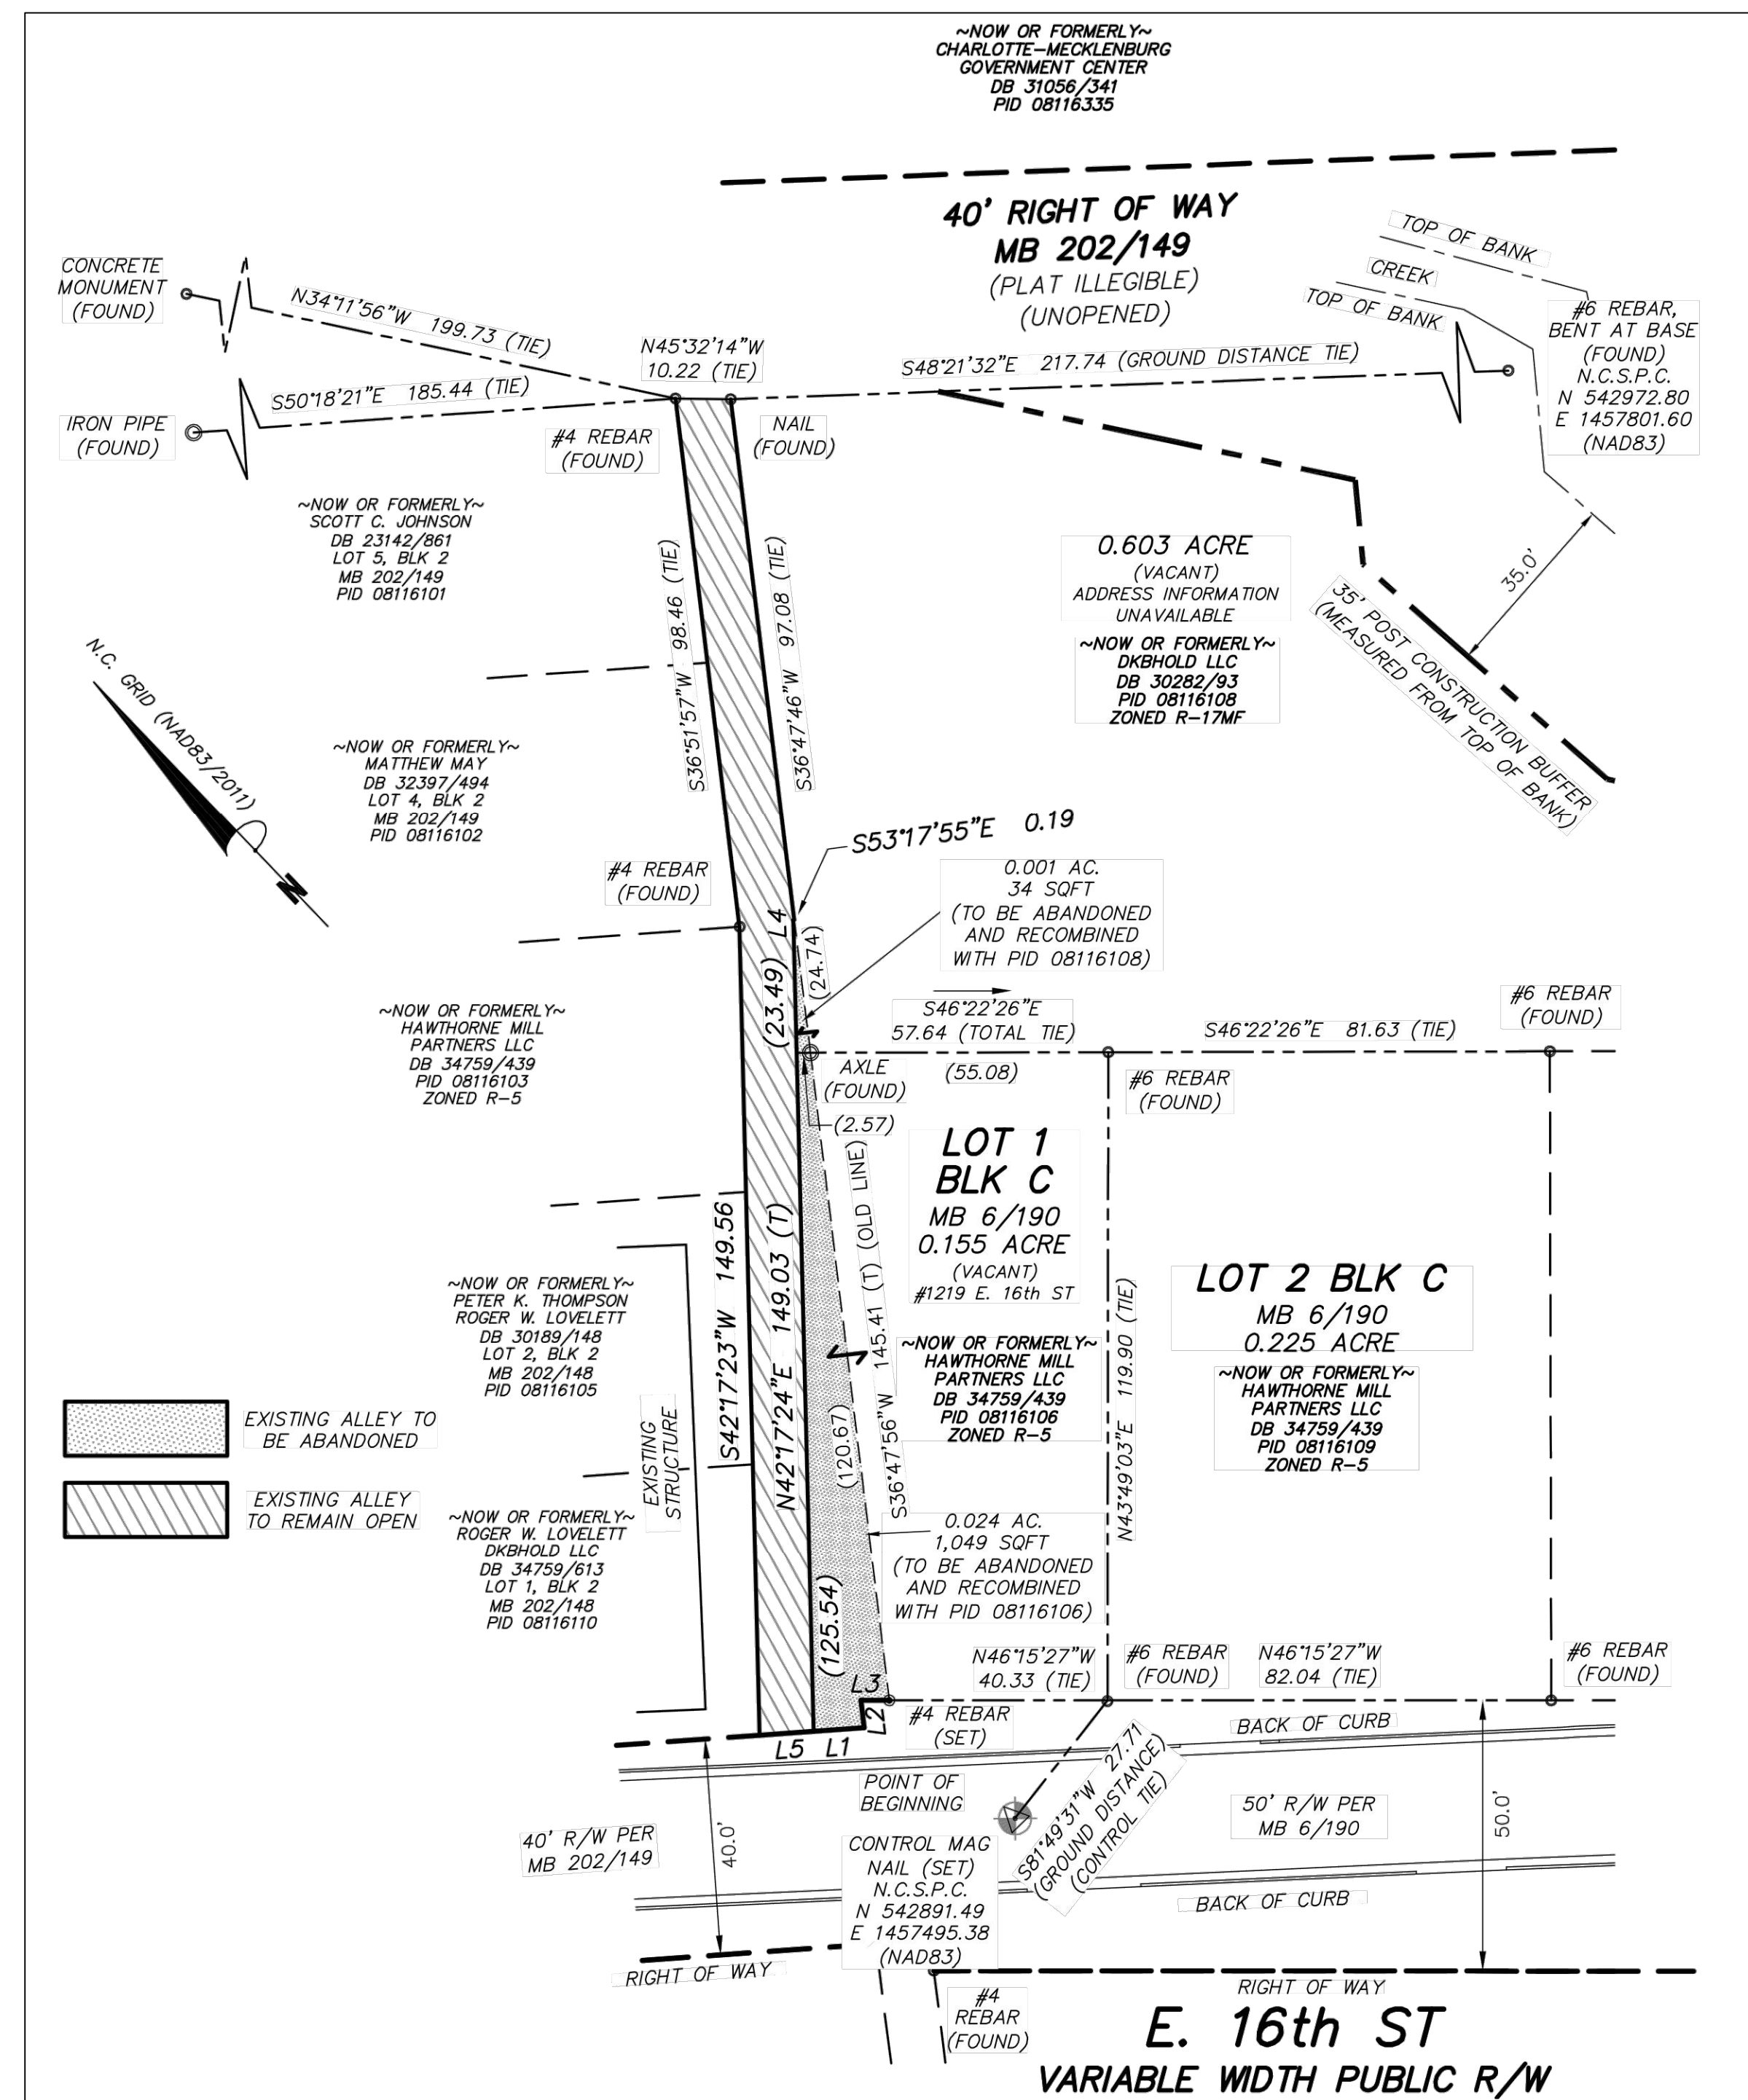 ~NOW OR FORMERLY~
CHARLOTTE-MECKLENBURG
GOVERNMENT CENTER
DB 31056/341
PID 08116335
40' RIGHT OF WAY
MB 202/149
(PLAT ILLEGIBLE)
(UNOPENED)
TOP OF BANK
CREEK
TOP OF BANK
#6 REBAR,
BENT AT BASE
(FOUND)
N.C.S.P.C.
N 542972.80
E 1457801.60
(NAD83)
CONCRETE
MONUMENT
(FOUND)
N34°11'56"W 199.73 (TIE)
N45°32'14"W
10.22 (TIE)
S48°21'32"E 217.74 (GROUND DISTANCE TIE)
S50°18'21"E 185.44 (TIE)
IRON PIPE
(FOUND)
#4 REBAR
(FOUND)
NAIL
(FOUND)
~NOW OR FORMERLY~
SCOTT C. JOHNSON
DB 23142/861
LOT 5, BLK 2
MB 202/149
PID 08116101
S36°51'57"W 98.46 (TIE)
S36°47'46"W 97.08 (TIE)
0.603 ACRE
(VACANT)
ADDRESS INFORMATION
UNAVAILABLE
~NOW OR FORMERLY~
DKBHOLD LLC
DB 30282/93
PID 08116108
ZONED R-17MF
35.0'
35' POST CONSTRUCTION BUFFER
(MEASURED FROM TOP OF BANK)
N.C. GRID (NAD83/2011)
N
~NOW OR FORMERLY~
MATTHEW MAY
DB 32397/494
LOT 4, BLK 2
MB 202/149
PID 08116102
S53°17'55"E 0.19
#4 REBAR
(FOUND)
L4
(24.74)
(23.49)
0.001 AC.
34 SQFT
(TO BE ABANDONED
AND RECOMBINED
WITH PID 08116108)
~NOW OR FORMERLY~
HAWTHORNE MILL
PARTNERS LLC
DB 34759/439
PID 08116103
ZONED R-5
S46°22'26"E
57.64 (TOTAL TIE)
S46°22'26"E 81.63 (TIE)
#6 REBAR
(FOUND)
AXLE
(FOUND)
(55.08)
#6 REBAR
(FOUND)
(2.57)
LOT 1
BLK C
MB 6/190
0.155 ACRE
(VACANT)
#1219 E. 16th ST
~NOW OR FORMERLY~
HAWTHORNE MILL
PARTNERS LLC
DB 34759/439
PID 08116106
ZONED R-5
S42°17'23"W 149.56
N42°17'24"E 149.03 (T)
S36°47'56"W 145.41 (T) (OLD LINE)
(120.67)
(125.54)
N43°49'03"E 119.90 (TIE)
LOT 2 BLK C
MB 6/190
0.225 ACRE
~NOW OR FORMERLY~
HAWTHORNE MILL
PARTNERS LLC
DB 34759/439
PID 08116109
ZONED R-5
~NOW OR FORMERLY~
PETER K. THOMPSON
ROGER W. LOVELETT
DB 30189/148
LOT 2, BLK 2
MB 202/148
PID 08116105
EXISTING
STRUCTURE
EXISTING ALLEY TO
BE ABANDONED
EXISTING ALLEY
TO REMAIN OPEN
~NOW OR FORMERLY~
ROGER W. LOVELETT
DKBHOLD LLC
DB 34759/613
LOT 1, BLK 2
MB 202/148
PID 08116110
0.024 AC.
1,049 SQFT
(TO BE ABANDONED
AND RECOMBINED
WITH PID 08116106)
N46°15'27"W
40.33 (TIE)
#6 REBAR
(FOUND)
N46°15'27"W
82.04 (TIE)
#6 REBAR
(FOUND)
L3
L2
L5 L1
#4 REBAR
(SET)
BACK OF CURB
POINT OF
BEGINNING
S81°49'31"W 27.71
(GROUND DISTANCE)
(CONTROL TIE)
50' R/W PER
MB 6/190
50.0'
40' R/W PER
MB 202/149
40.0'
CONTROL MAG
NAIL (SET)
N.C.S.P.C.
N 542891.49
E 1457495.38
(NAD83)
BACK OF CURB
RIGHT OF WAY
RIGHT OF WAY
#4
REBAR
(FOUND)
E. 16th ST
VARIABLE WIDTH PUBLIC R/W